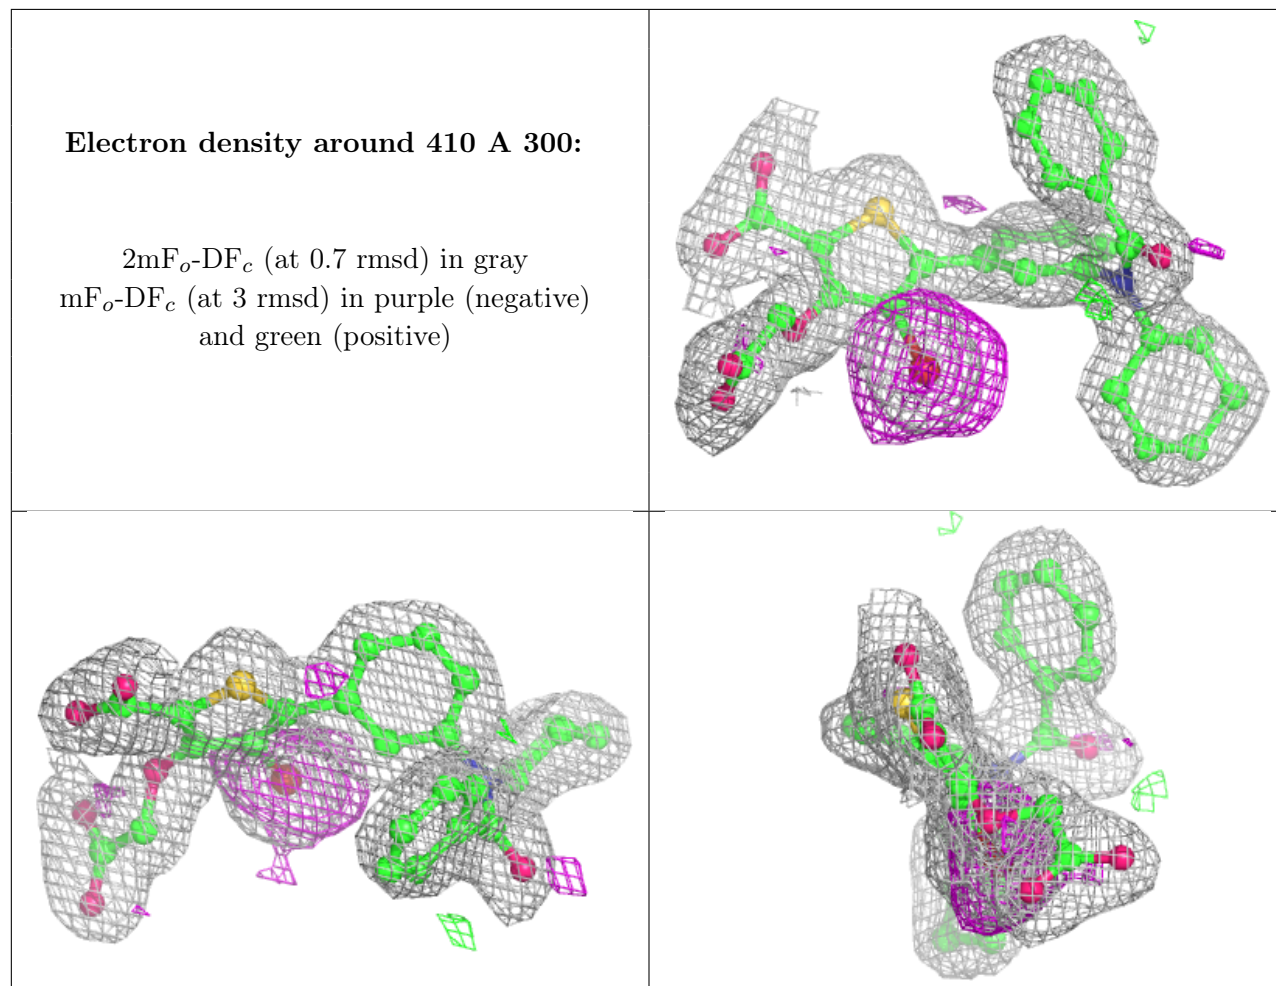 Electron density around 410 A 300:
2mFₒ-DF𝑐 (at 0.7 rmsd) in gray
mFₒ-DF𝑐 (at 3 rmsd) in purple (negative)
and green (positive)